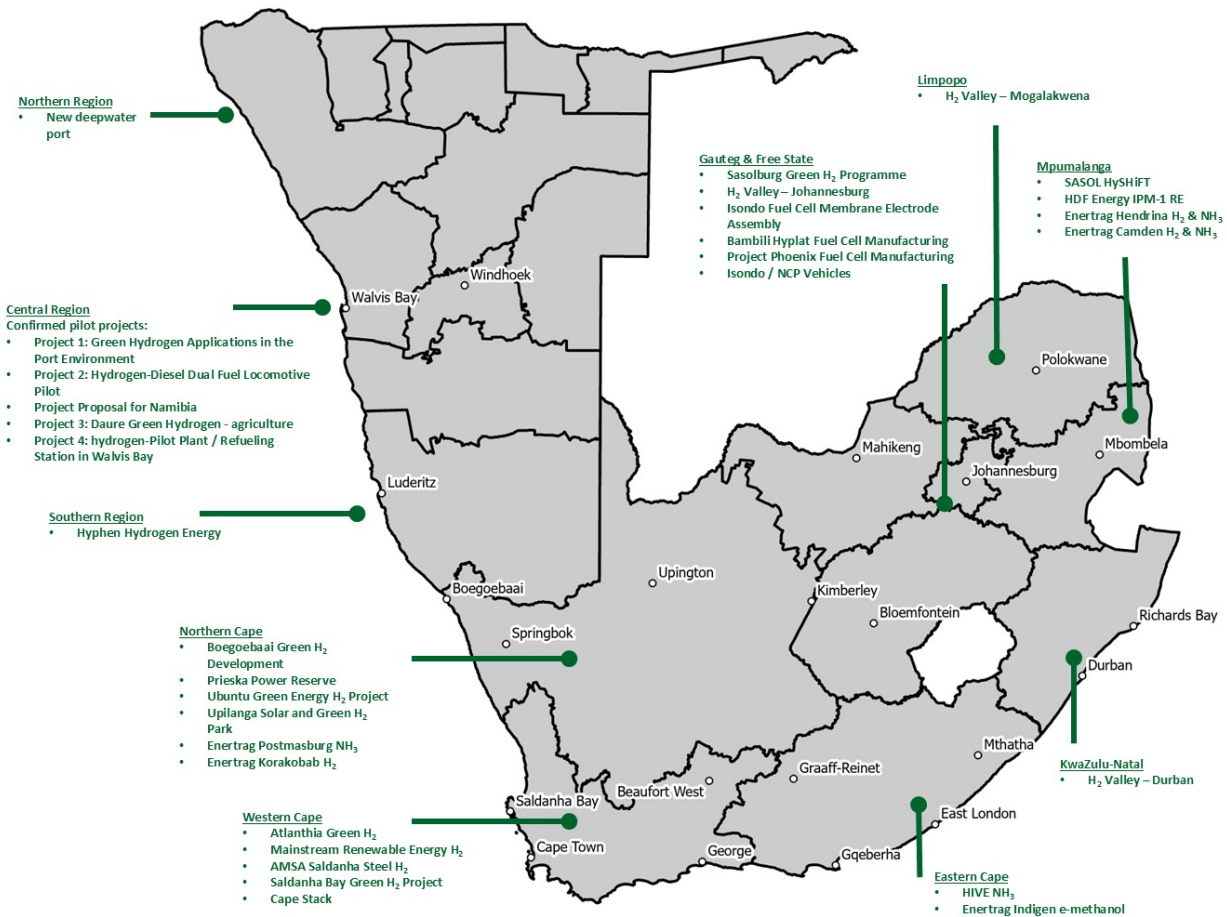 Northern Region
• New deepwater
port
Limpopo
• H₂ Valley – Mogalakwena
Gauteg & Free State
• Sasolburg Green H₂ Programme
• H₂ Valley – Johannesburg
• Isondo Fuel Cell Membrane Electrode
Assembly
• Bambili Hyplat Fuel Cell Manufacturing
• Project Phoenix Fuel Cell Manufacturing
• Isondo / NCP Vehicles
Mpumalanga
• SASOL HySHiFT
• HDF Energy IPM-1 RE
• Enertrag Hendrina H₂ & NH₃
• Enertrag Camden H₂ & NH₃
Windhoek
Walvis Bay
Central Region
Confirmed pilot projects:
• Project 1: Green Hydrogen Applications in the
Port Environment
• Project 2: Hydrogen-Diesel Dual Fuel Locomotive
Pilot
• Project Proposal for Namibia
• Project 3: Daure Green Hydrogen - agriculture
• Project 4: hydrogen-Pilot Plant / Refueling
Station in Walvis Bay
Polokwane
Mahikeng
Mbombela
Johannesburg
Luderitz
Southern Region
• Hyphen Hydrogen Energy
Upington
Boegoebaai
Kimberley
Bloemfontein
Richards Bay
Springbok
Northern Cape
• Boegoebaai Green H₂
Development
• Prieska Power Reserve
• Ubuntu Green Energy H₂ Project
• Upilanga Solar and Green H₂
Park
• Enertrag Postmasburg NH₃
• Enertrag Korakobab H₂
Durban
Mthatha
KwaZulu-Natal
• H₂ Valley – Durban
Graaff-Reinet
Beaufort West
Saldanha Bay
East London
Western Cape
• Atlanthia Green H₂
• Mainstream Renewable Energy H₂
• AMSA Saldanha Steel H₂
• Saldanha Bay Green H₂ Project
• Cape Stack
Cape Town
George
Gqeberha
Eastern Cape
• HIVE NH₃
• Enertrag Indigen e-methanol